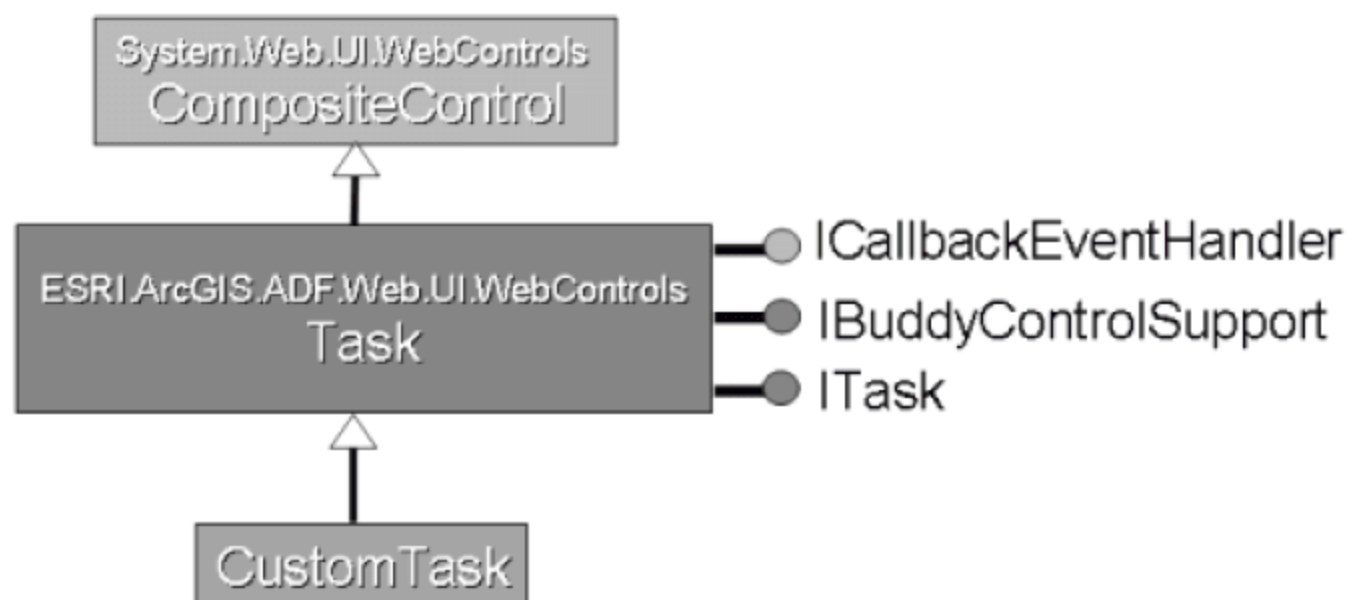 System.Web.UI.WebControls
CompositeControl
ICallbackEventHandler
ESRI.ArcGIS.ADF.Web.UI.WebControls
IBuddyControlSupport
Task
ITask
CustomTask